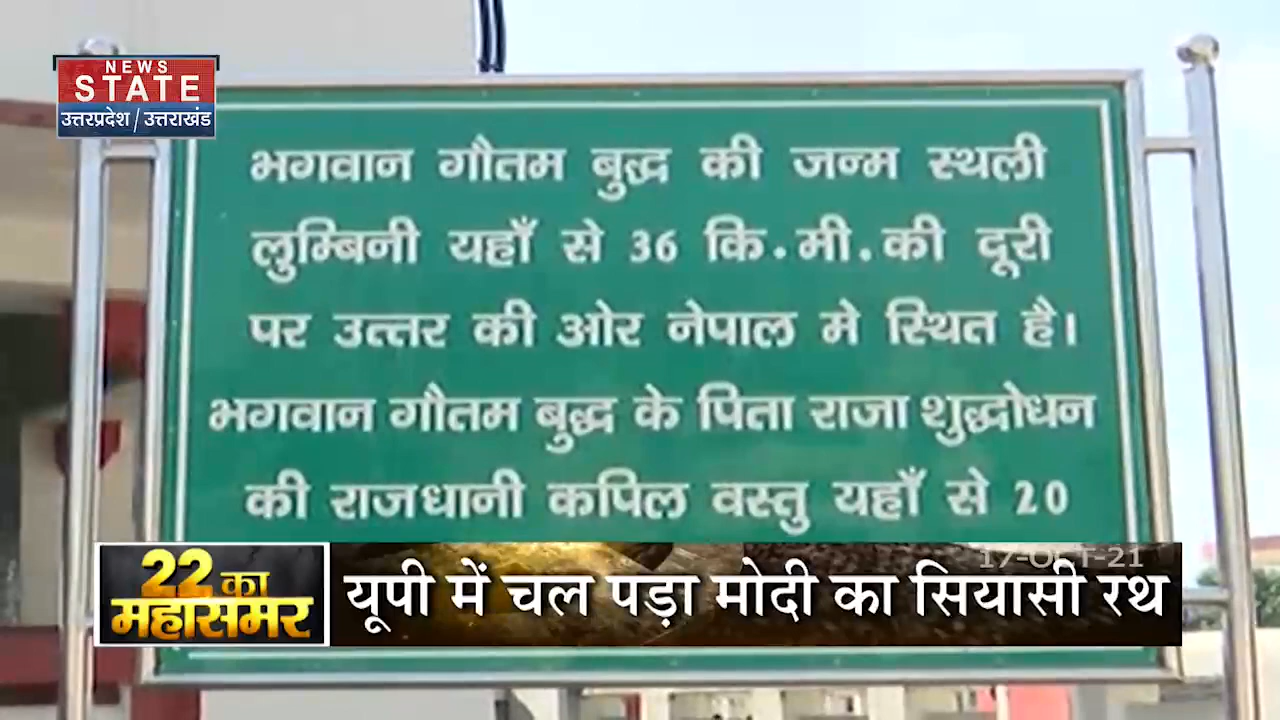 NEWS
STATE
उत्तरप्रदेश / उत्तराखंड
भगवान गौतम बुद्ध की जन्म स्थली
लुम्बिनी यहाँ से 36 कि.मी.की दूरी
पर उत्तर की ओर नेपाल मे स्थित है।
भगवान गौतम बुद्ध के पिता राजा शुद्धोधन
की राजधानी कपिल वस्तु यहाँ से 20
17-OCT-21
22 का
महासमर
यूपी में चल पड़ा मोदी का सियासी रथ